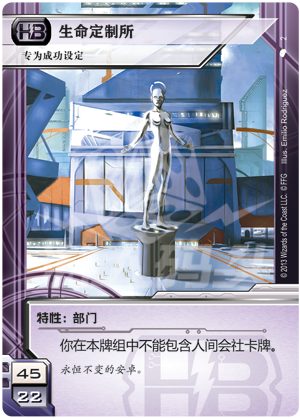 HB
生命定制所
专为成功设定
2
Illus. Emilio Rodriguez
© 2013 Wizards of the Coast LLC. © FFG
特性：部门
你在本牌组中不能包含人间会社卡牌。
永恒不变的安卓。
45
22